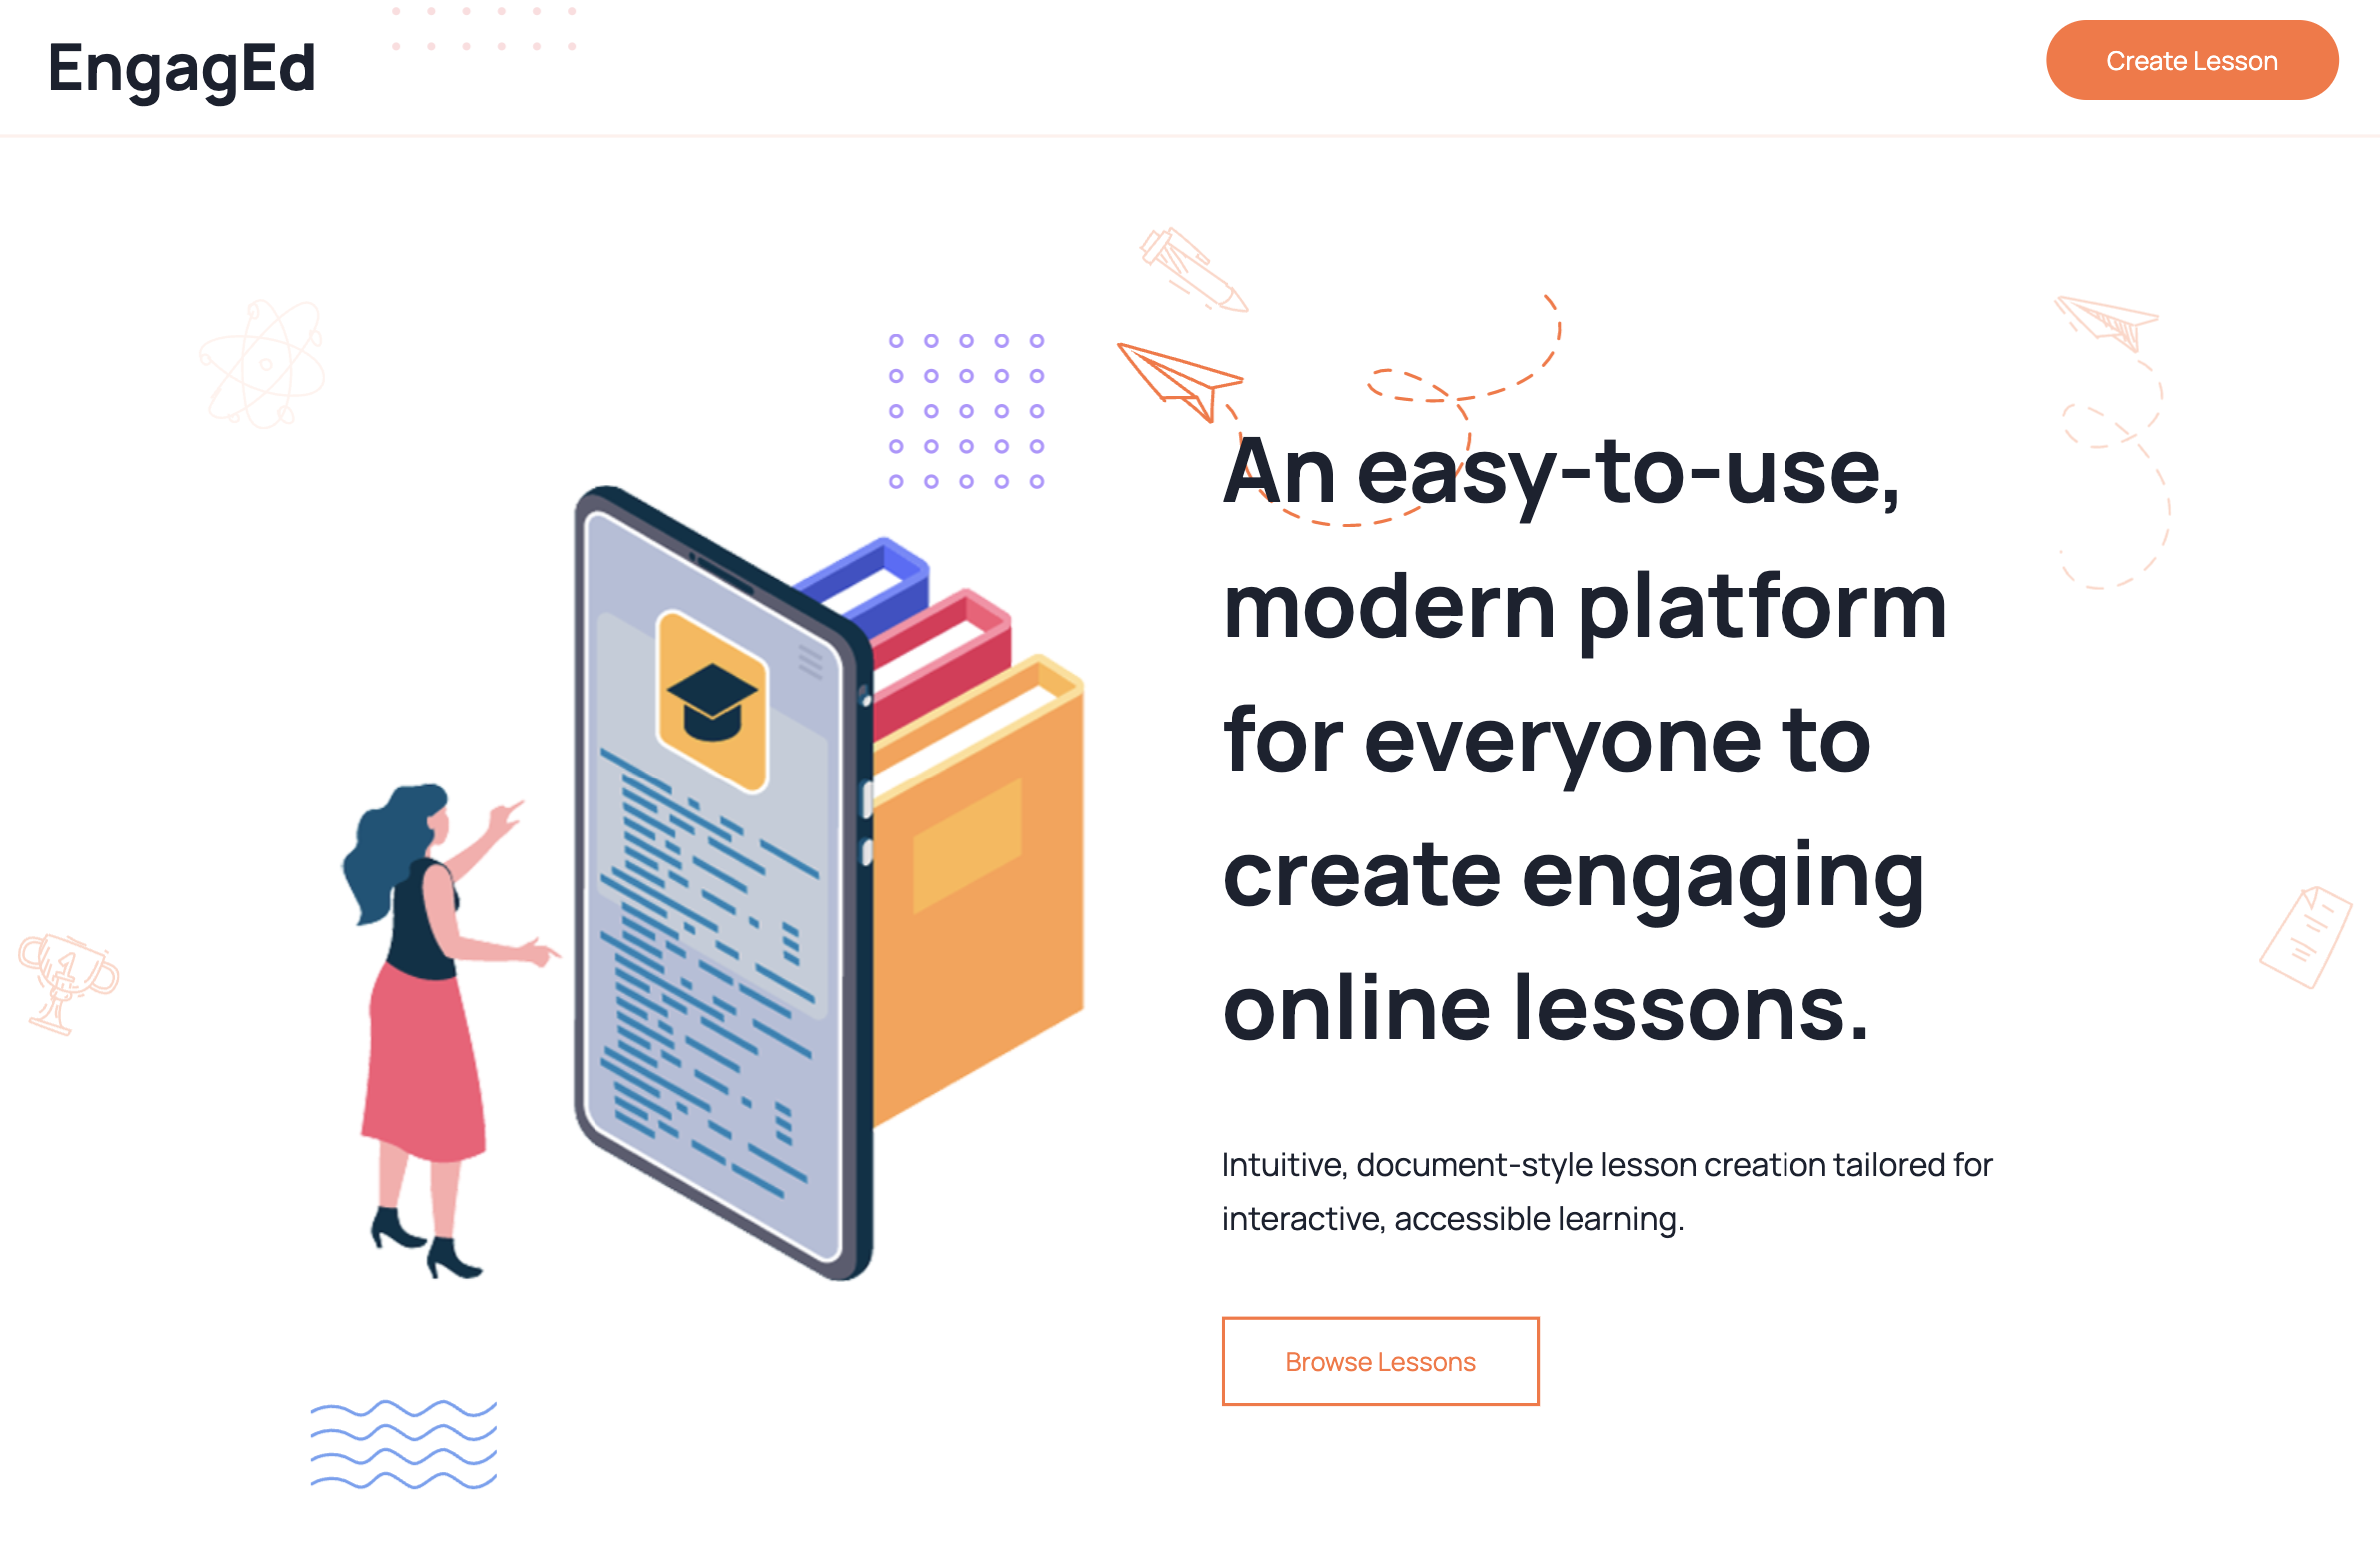 EngagEd
Create Lesson
An easy-to-use,
modern platform
for everyone to
create engaging
online lessons.
Intuitive, document-style lesson creation tailored for
interactive, accessible learning.
Browse Lessons
1